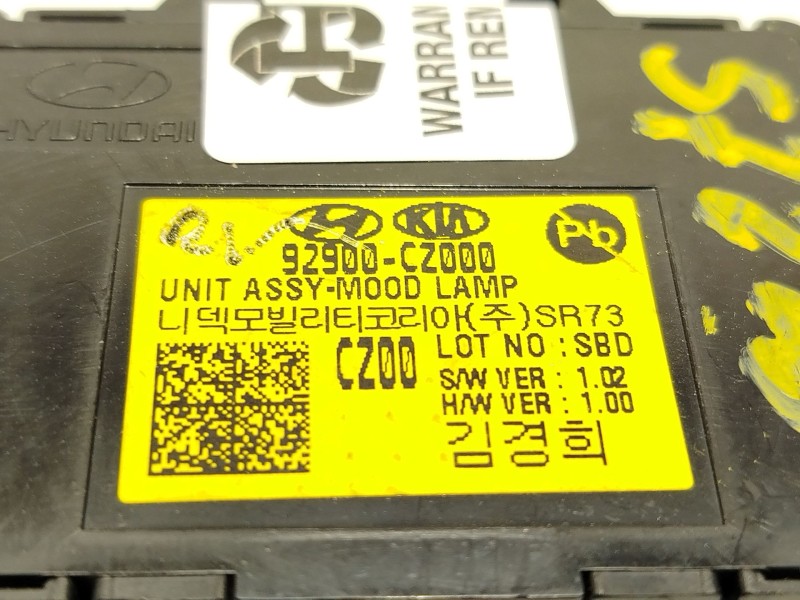 WARRAN
IF REM
HYUNDAI
KIA
Pb
92900-CZ000
UNIT ASSY-MOOD LAMP
니덱모빌리티코리아(주)SR73
CZ00
LOT NO : SBD
S/W VER : 1.02
H/W VER : 1.00
김경희